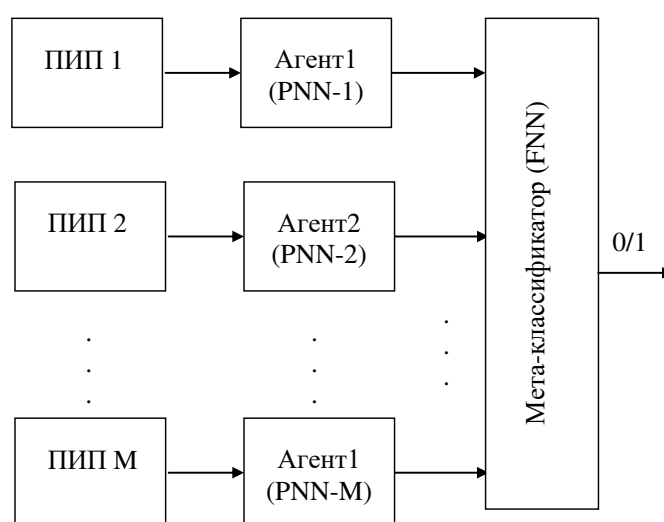 ПИП 1
Агент1
(PNN-1)
ПИП 2
Агент2
(PNN-2)
ПИП М
Агент1
(PNN-M)
Мета-классификатор (FNN)
0/1